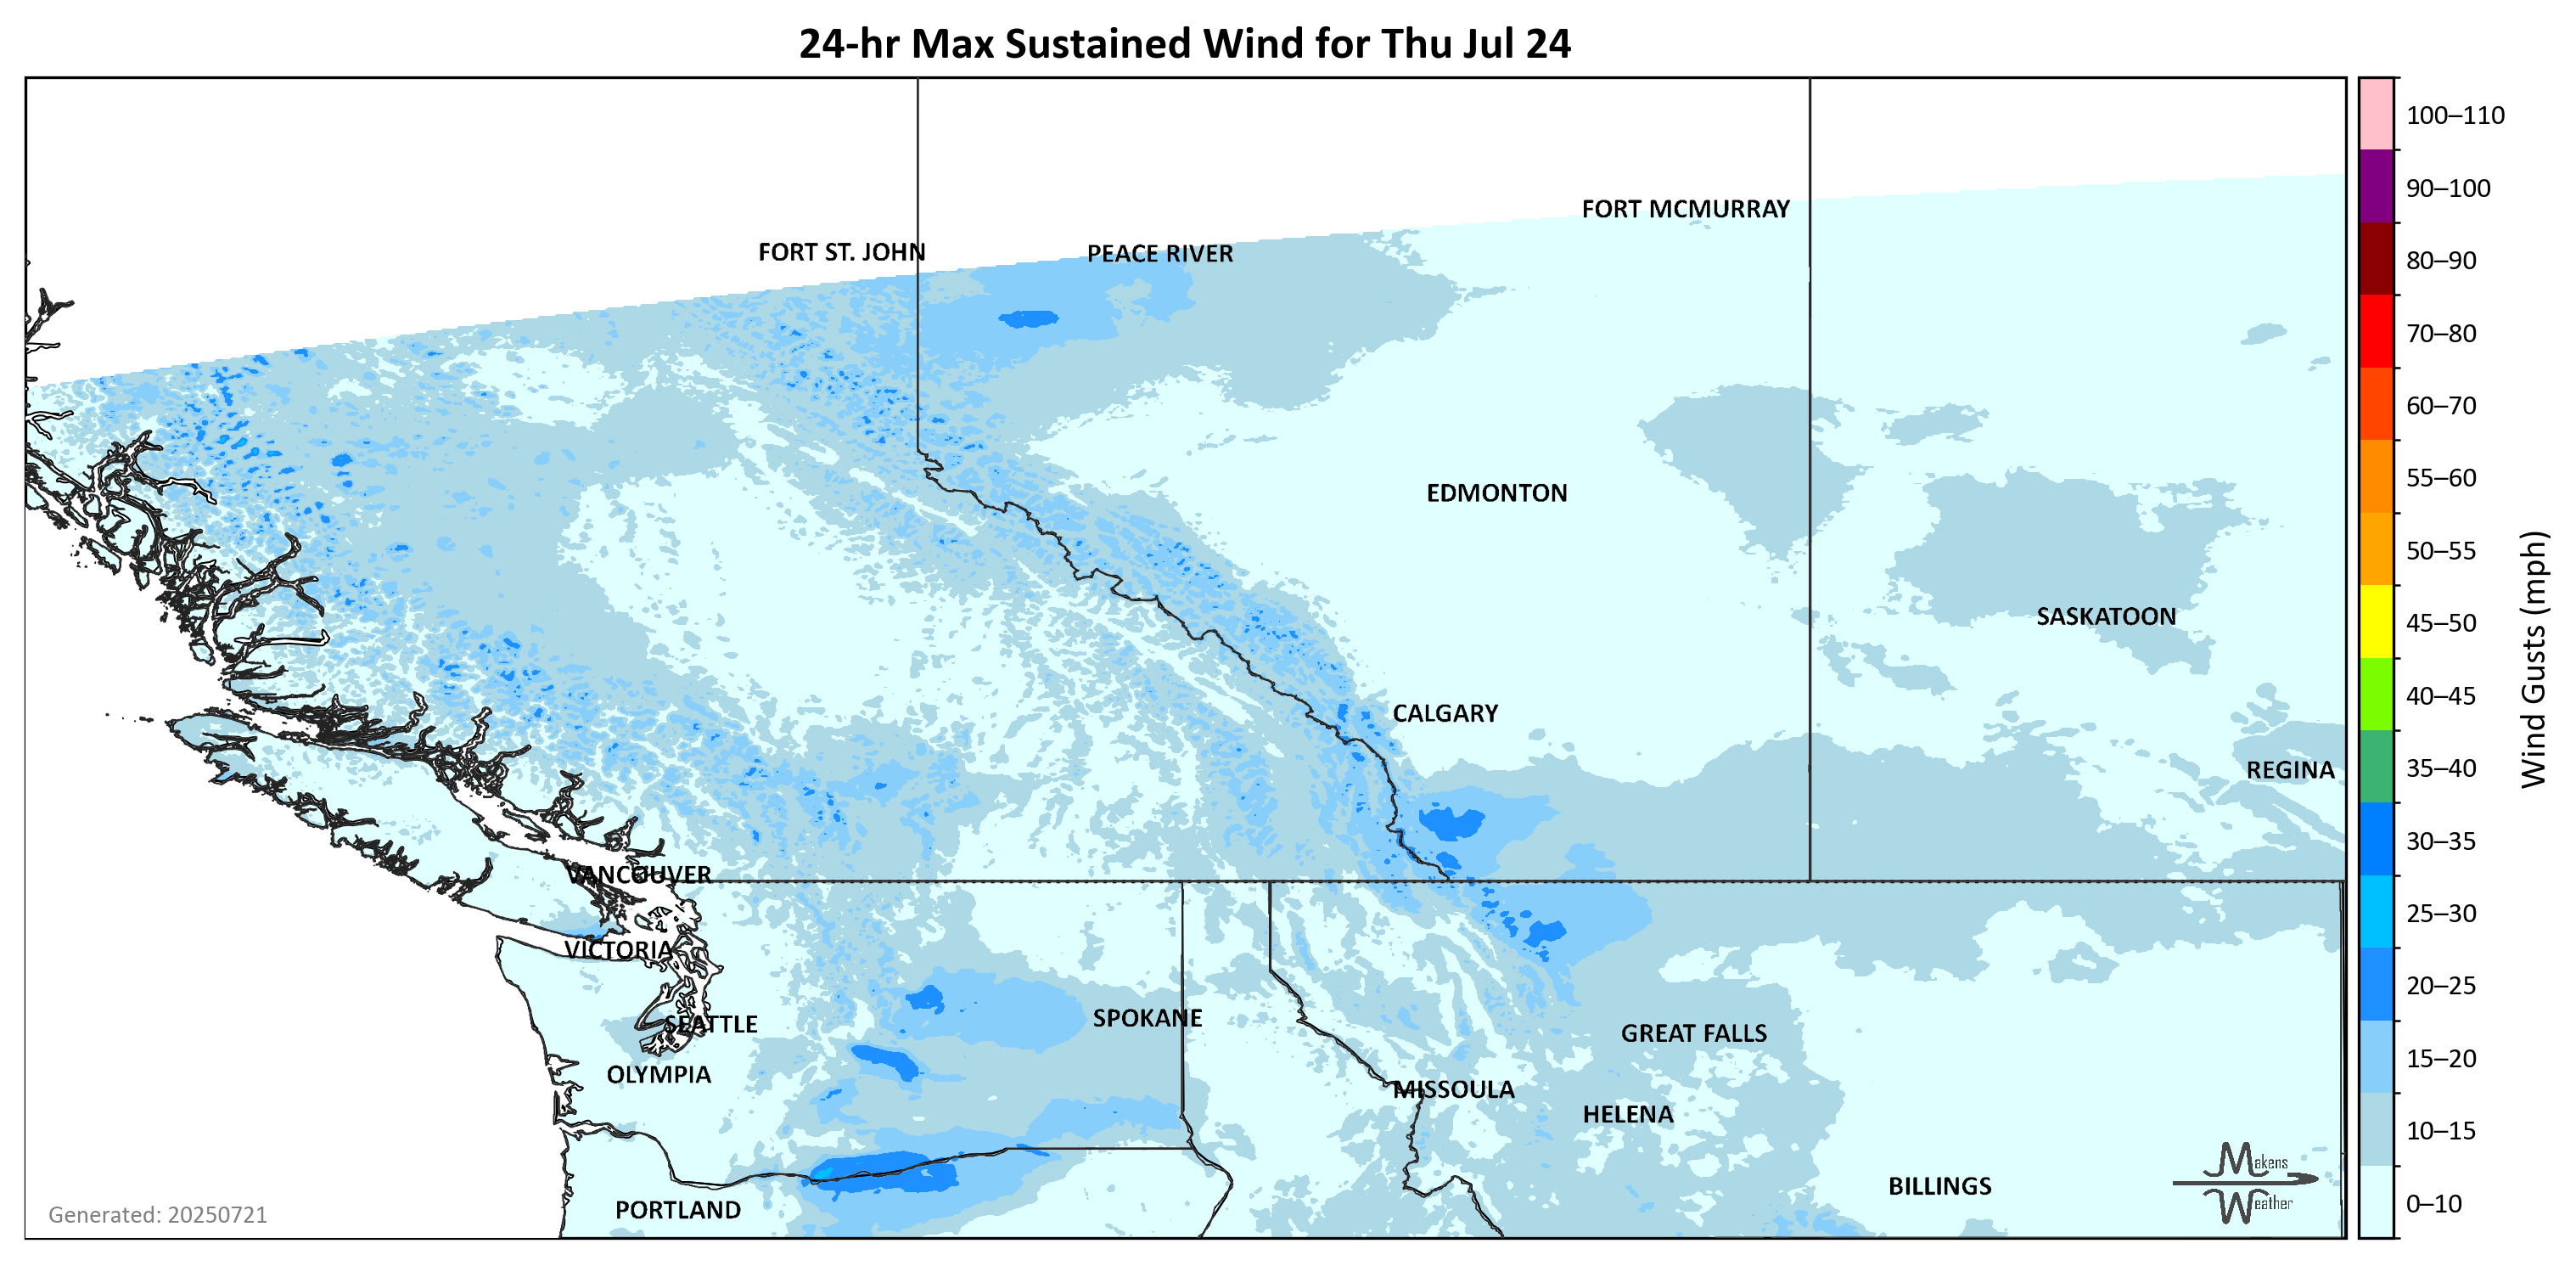 24-hr Max Sustained Wind for Thu Jul 24
FORT MCMURRAY
FORT ST. JOHN
PEACE RIVER
EDMONTON
SASKATOON
CALGARY
REGINA
VANCOUVER
VICTORIA
SEATTLE
SPOKANE
GREAT FALLS
OLYMPIA
MISSOULA
HELENA
BILLINGS
PORTLAND
Generated: 20250721
Makens
Weather
100–110
90–100
80–90
70–80
60–70
55–60
50–55
45–50
40–45
35–40
30–35
25–30
20–25
15–20
10–15
0–10
Wind Gusts (mph)